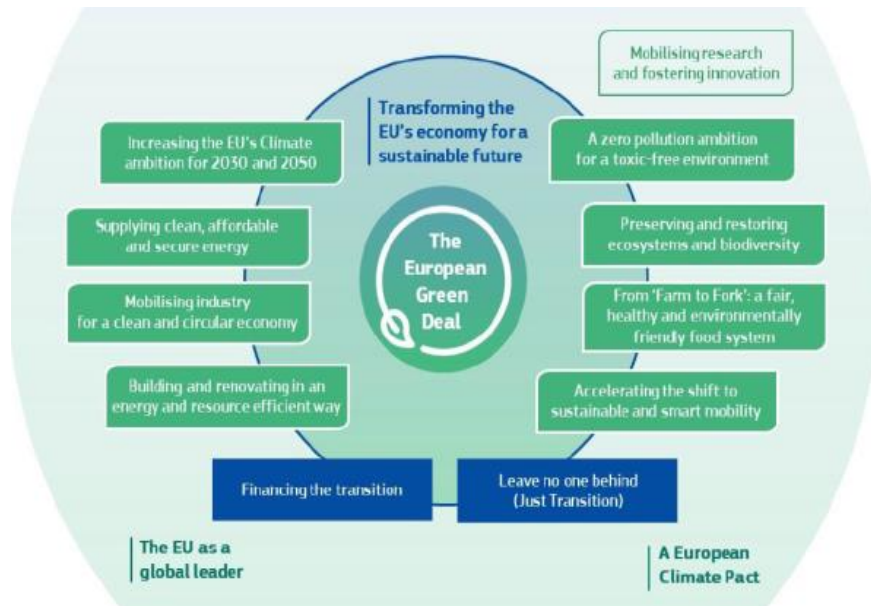 Mobilising research
and fostering innovation
Transforming the
EU's economy for a
sustainable future
Increasing the EU's Climate
ambition for 2030 and 2050
A zero pollution ambition
for a toxic-free environment
Supplying clean, affordable
and secure energy
Preserving and restoring
ecosystems and biodiversity
The
European
Green
Deal
Mobilising industry
for a clean and circular economy
From 'Farm to Fork': a fair,
healthy and environmentally
friendly food system
Building and renovating in an
energy and resource efficient way
Accelerating the shift to
sustainable and smart mobility
Financing the transition
Leave no one behind
(Just Transition)
The EU as a
global leader
A European
Climate Pact